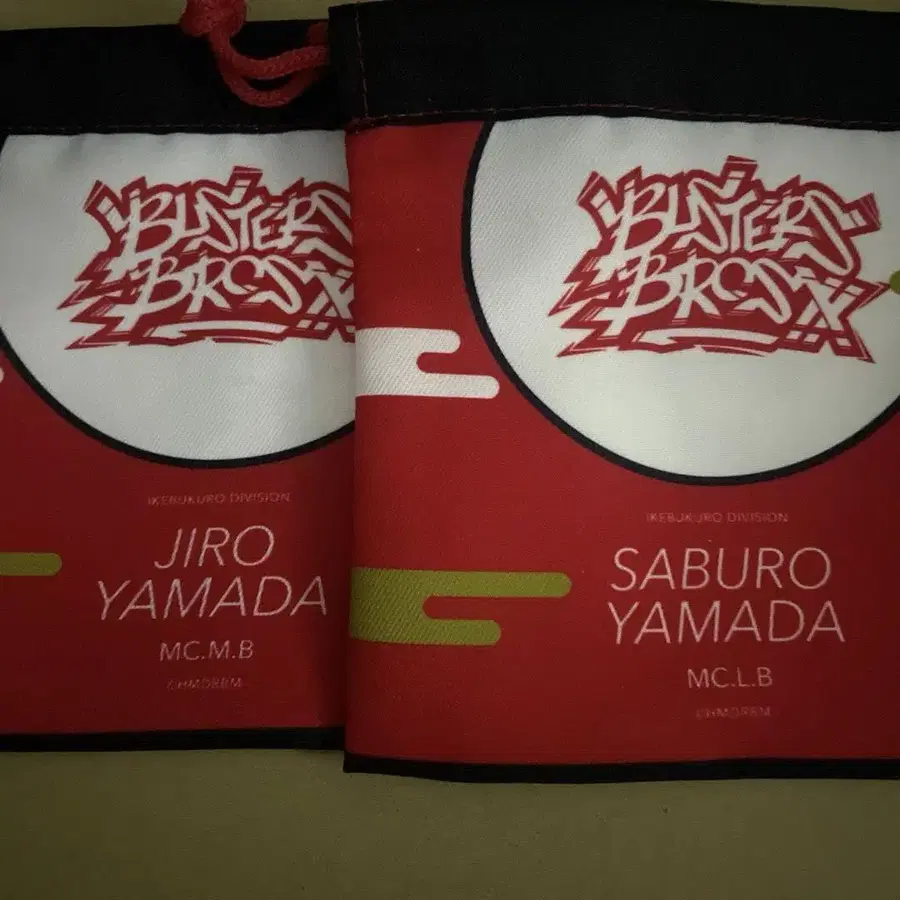 BUSTERS
BROS!!!
IKEBUKURO DIVISION
JIRO
YAMADA
MC.M.B
BUSTERS
BROS!!!
IKEBUKURO DIVISION
SABURO
YAMADA
MC.L.B